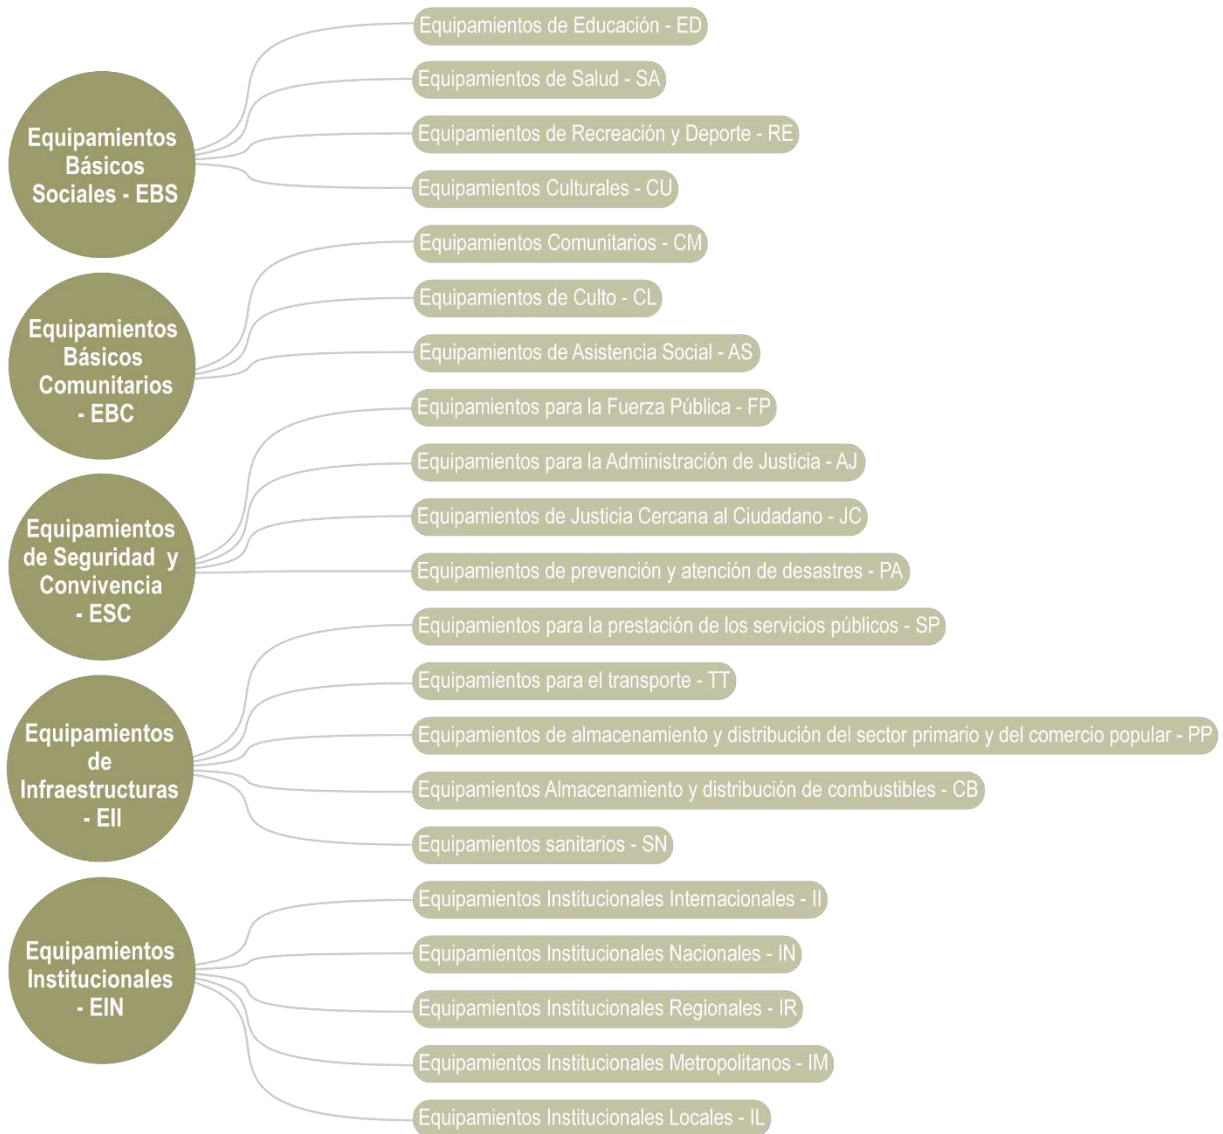 Equipamientos
Básicos
Sociales - EBS
Equipamientos de Educación - ED
Equipamientos de Salud - SA
Equipamientos de Recreación y Deporte - RE
Equipamientos Culturales - CU
Equipamientos
Básicos
Comunitarios
- EBC
Equipamientos Comunitarios - CM
Equipamientos de Culto - CL
Equipamientos de Asistencia Social - AS
Equipamientos
de Seguridad y
Convivencia
- ESC
Equipamientos para la Fuerza Pública - FP
Equipamientos para la Administración de Justicia - AJ
Equipamientos de Justicia Cercana al Ciudadano - JC
Equipamientos de prevención y atención de desastres - PA
Equipamientos
de
Infraestructuras
- EII
Equipamientos para la prestación de los servicios públicos - SP
Equipamientos para el transporte - TT
Equipamientos de almacenamiento y distribución del sector primario y del comercio popular - PP
Equipamientos Almacenamiento y distribución de combustibles - CB
Equipamientos sanitarios - SN
Equipamientos
Institucionales
- EIN
Equipamientos Institucionales Internacionales - II
Equipamientos Institucionales Nacionales - IN
Equipamientos Institucionales Regionales - IR
Equipamientos Institucionales Metropolitanos - IM
Equipamientos Institucionales Locales - IL